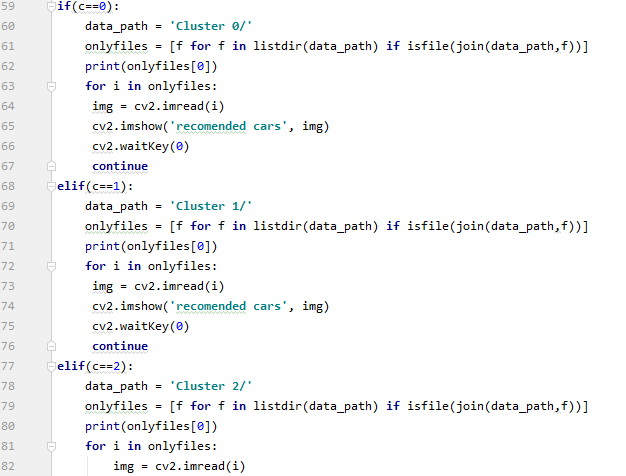 59 if(c==0):
60     data_path = 'Cluster 0/'
61     onlyfiles = [f for f in listdir(data_path) if isfile(join(data_path,f))]
62     print(onlyfiles[0])
63     for i in onlyfiles:
64      img = cv2.imread(i)
65      cv2.imshow('recomended cars', img)
66      cv2.waitKey(0)
67      continue
68 elif(c==1):
69     data_path = 'Cluster 1/'
70     onlyfiles = [f for f in listdir(data_path) if isfile(join(data_path,f))]
71     print(onlyfiles[0])
72     for i in onlyfiles:
73      img = cv2.imread(i)
74      cv2.imshow('recomended cars', img)
75      cv2.waitKey(0)
76      continue
77 elif(c==2):
78     data_path = 'Cluster 2/'
79     onlyfiles = [f for f in listdir(data_path) if isfile(join(data_path,f))]
80     print(onlyfiles[0])
81     for i in onlyfiles:
82         img = cv2.imread(i)